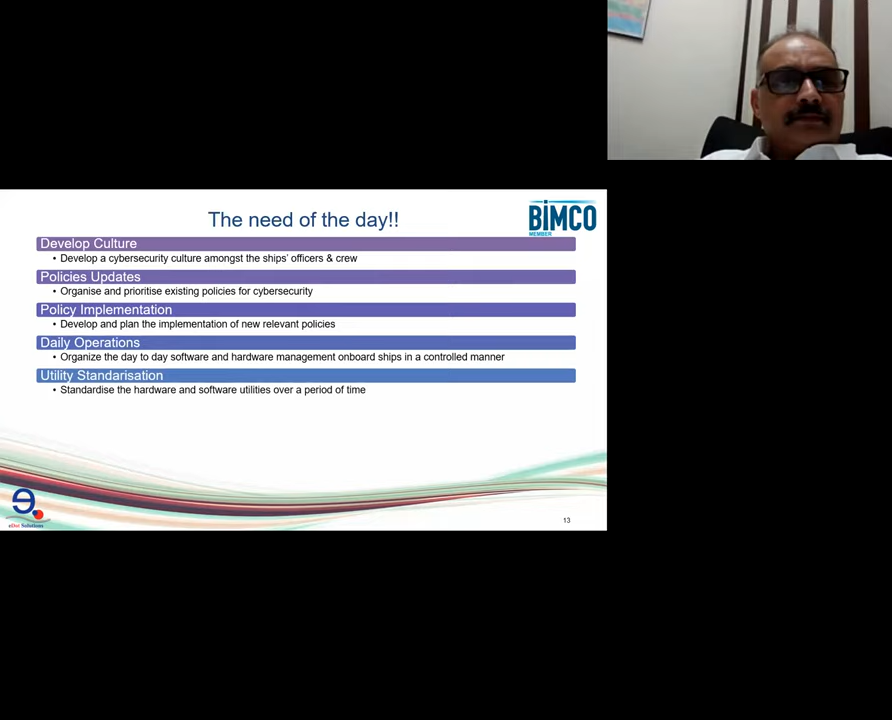 The need of the day!!
BIMCO
MEMBER
Develop Culture
• Develop a cybersecurity culture amongst the ships' officers & crew
Policies Updates
• Organise and prioritise existing policies for cybersecurity
Policy Implementation
• Develop and plan the implementation of new relevant policies
Daily Operations
• Organize the day to day software and hardware management onboard ships in a controlled manner
Utility Standarisation
• Standardise the hardware and software utilities over a period of time
eDot Solutions
13